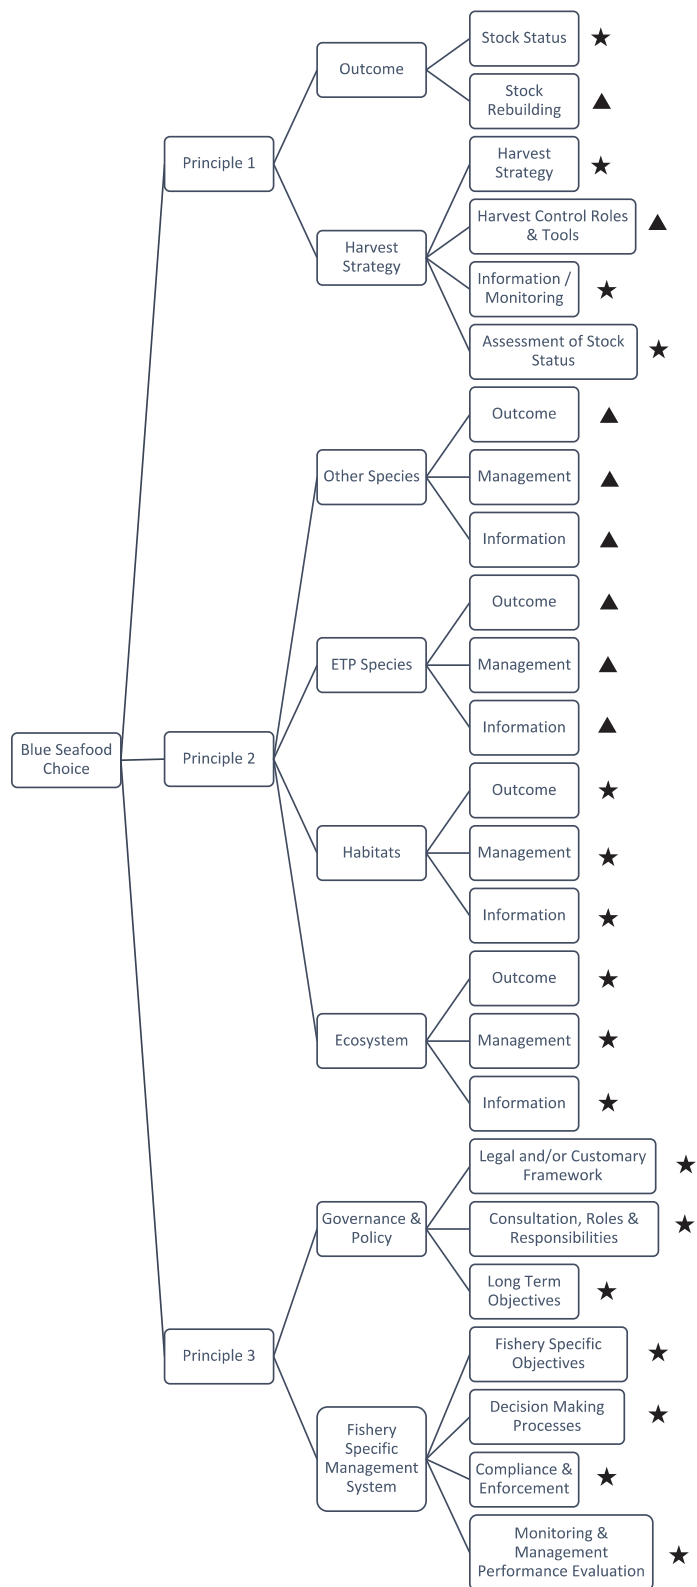 Stock Status
Outcome
Stock
Rebuilding
Principle 1
Harvest
Strategy
Harvest Control Roles
& Tools
Harvest
Strategy
Information /
Monitoring
Assessment of Stock
Status
Outcome
Other Species
Management
Information
Outcome
ETP Species
Management
Information
Blue Seafood
Choice
Principle 2
Outcome
Habitats
Management
Information
Outcome
Ecosystem
Management
Information
Legal and/or Customary
Framework
Governance &
Policy
Consultation, Roles &
Responsibilities
Long Term
Objectives
Principle 3
Fishery Specific
Objectives
Decision Making
Processes
Fishery
Specific
Management
System
Compliance &
Enforcement
Monitoring &
Management
Performance Evaluation